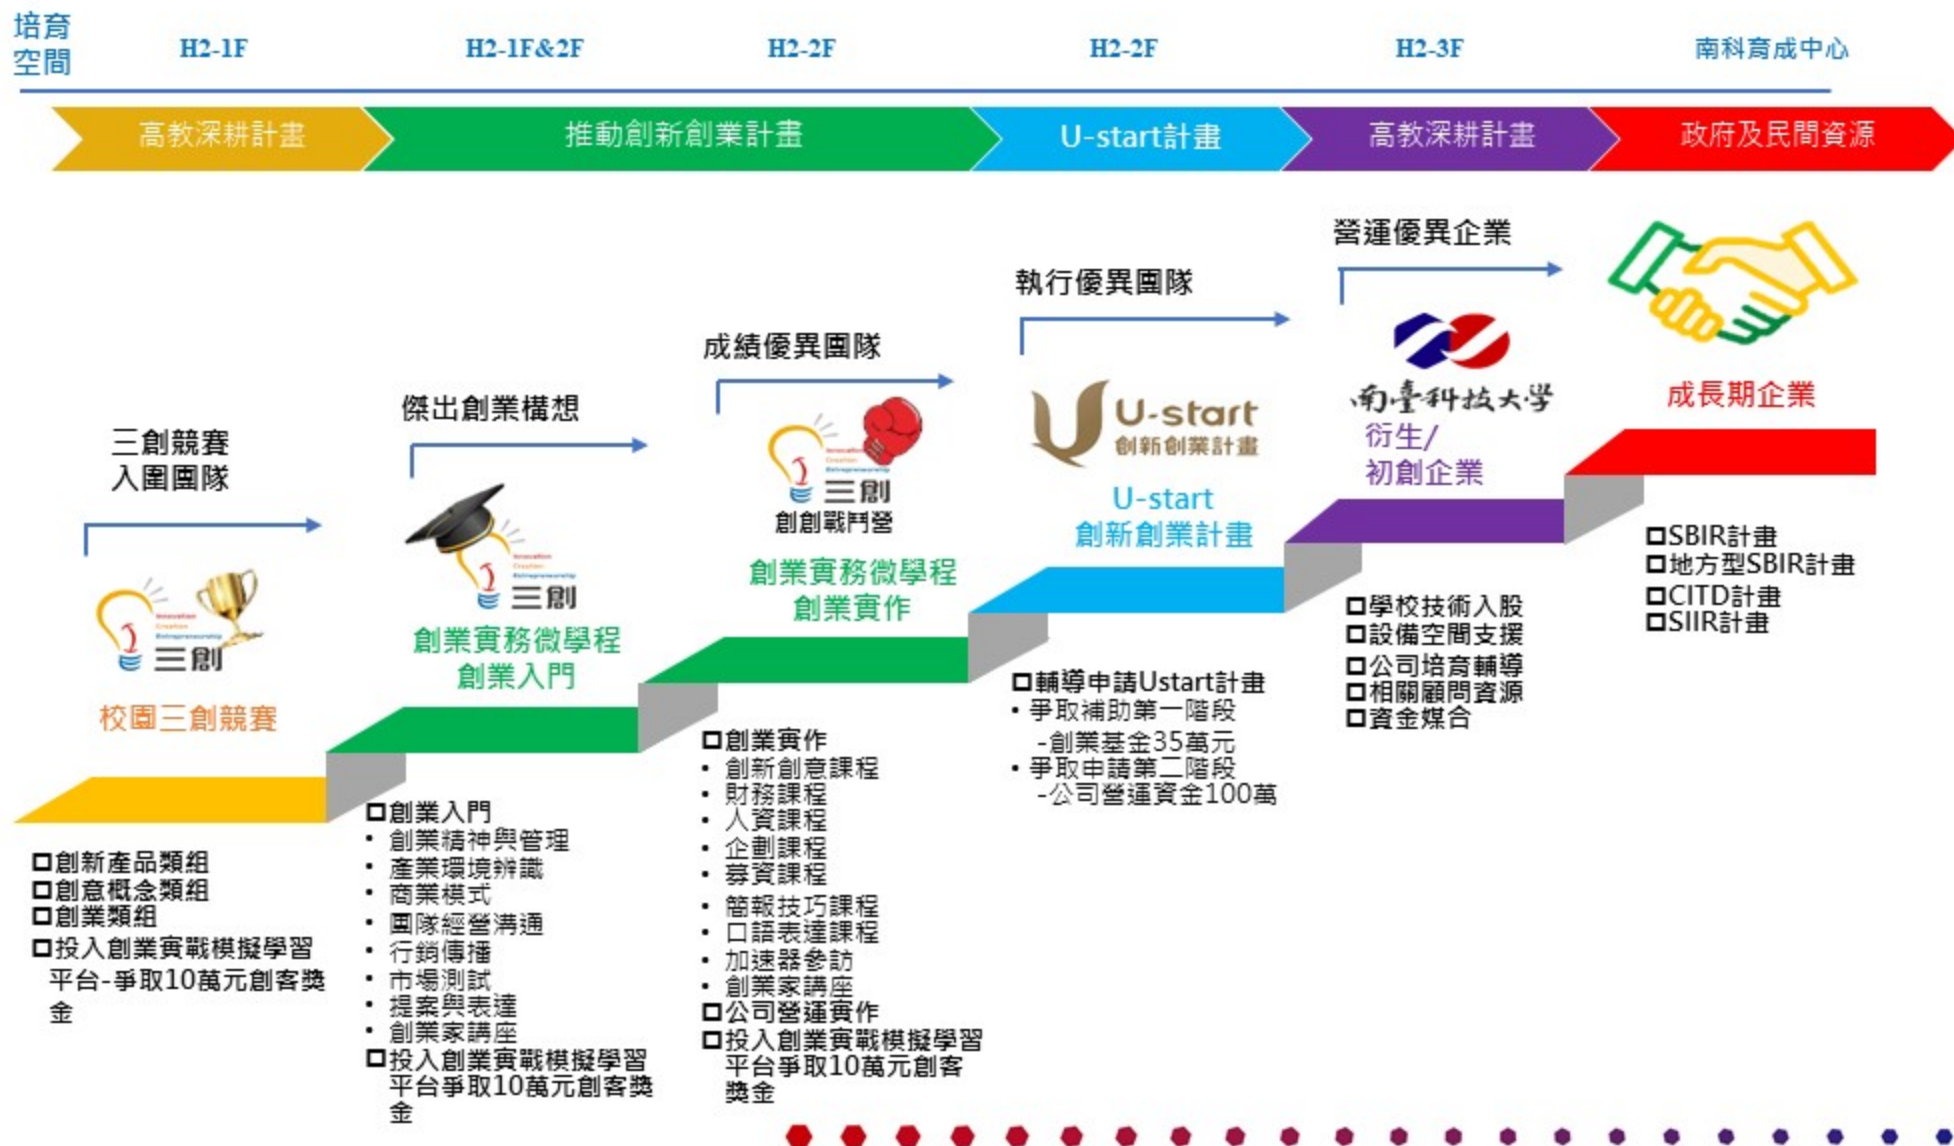 培育
空間
H2-1F
H2-1F&2F
H2-2F
H2-2F
H2-3F
南科育成中心
高教深耕計畫
推動創新創業計畫
U-start計畫
高教深耕計畫
政府及民間資源
三創競賽
入圍團隊
Innovation
Creation
Entrepreneurship
三創
校園三創競賽
創新產品類組
創意概念類組
創業類組
投入創業實戰模擬學習
平台-爭取10萬元創客獎
金
傑出創業構想
Innovation
Creation
Entrepreneurship
三創
創業實務微學程
創業入門
創業入門
• 創業精神與管理
• 產業環境辨識
• 商業模式
• 團隊經營溝通
• 行銷傳播
• 市場測試
• 提案與表達
• 創業家講座
投入創業實戰模擬學習
平台爭取10萬元創客獎
金
成績優異團隊
Innovation
Creation
Entrepreneurship
三創
創創戰鬥營
創業實務微學程
創業實作
創業實作
• 創新創意課程
• 財務課程
• 人資課程
• 企劃課程
• 募資課程
• 簡報技巧課程
• 口語表達課程
• 加速器參訪
• 創業家講座
公司營運實作
投入創業實戰模擬學習
平台爭取10萬元創客
獎金
執行優異團隊
U-start
創新創業計畫
U-start
創新創業計畫
輔導申請Ustart計畫
• 爭取補助第一階段
-創業基金35萬元
• 爭取申請第二階段
-公司營運資金100萬
營運優異企業
南臺科技大學
衍生/
初創企業
學校技術入股
設備空間支援
公司培育輔導
相關顧問資源
資金媒合
成長期企業
SBIR計畫
地方型SBIR計畫
CITD計畫
SIIR計畫